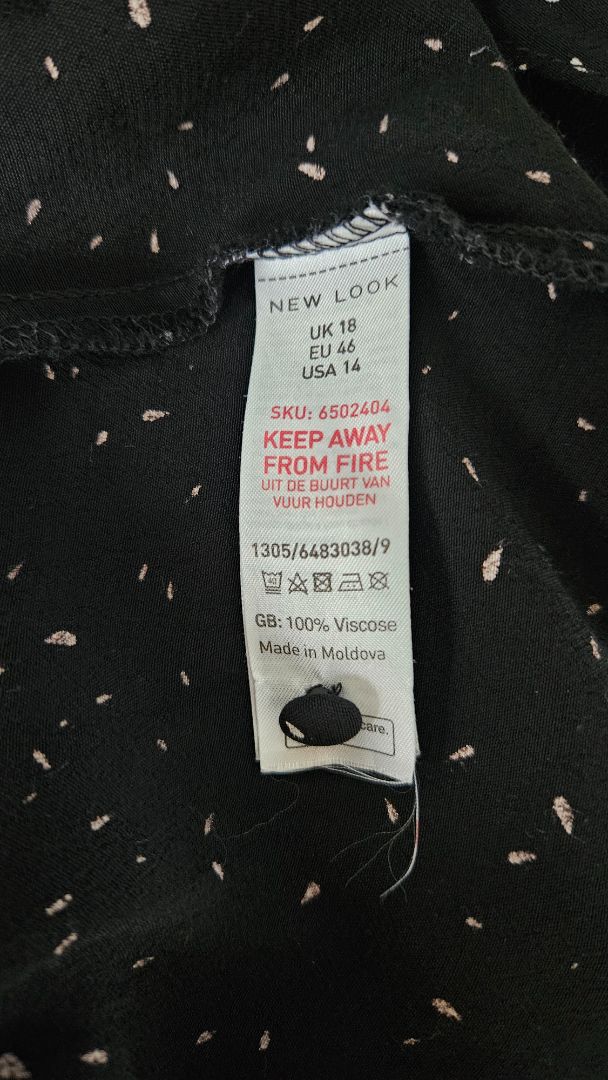 NEW LOOK
UK 18
EU 46
USA 14
SKU: 6502404
KEEP AWAY
FROM FIRE
UIT DE BUURT VAN
VUUR HOUDEN
1305/6483038/9
40
GB: 100% Viscose
Made in Moldova
care.